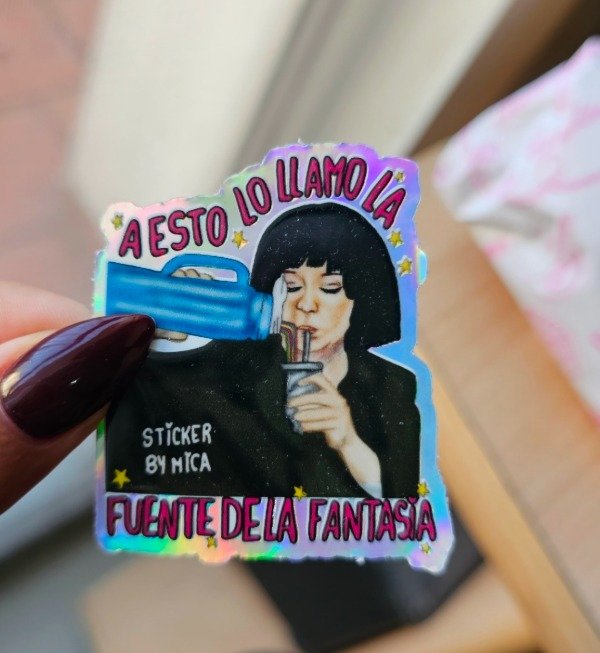 A ESTO LO LLAMO LA
STICKER
BY MICA
FUENTE DE LA FANTASÍA